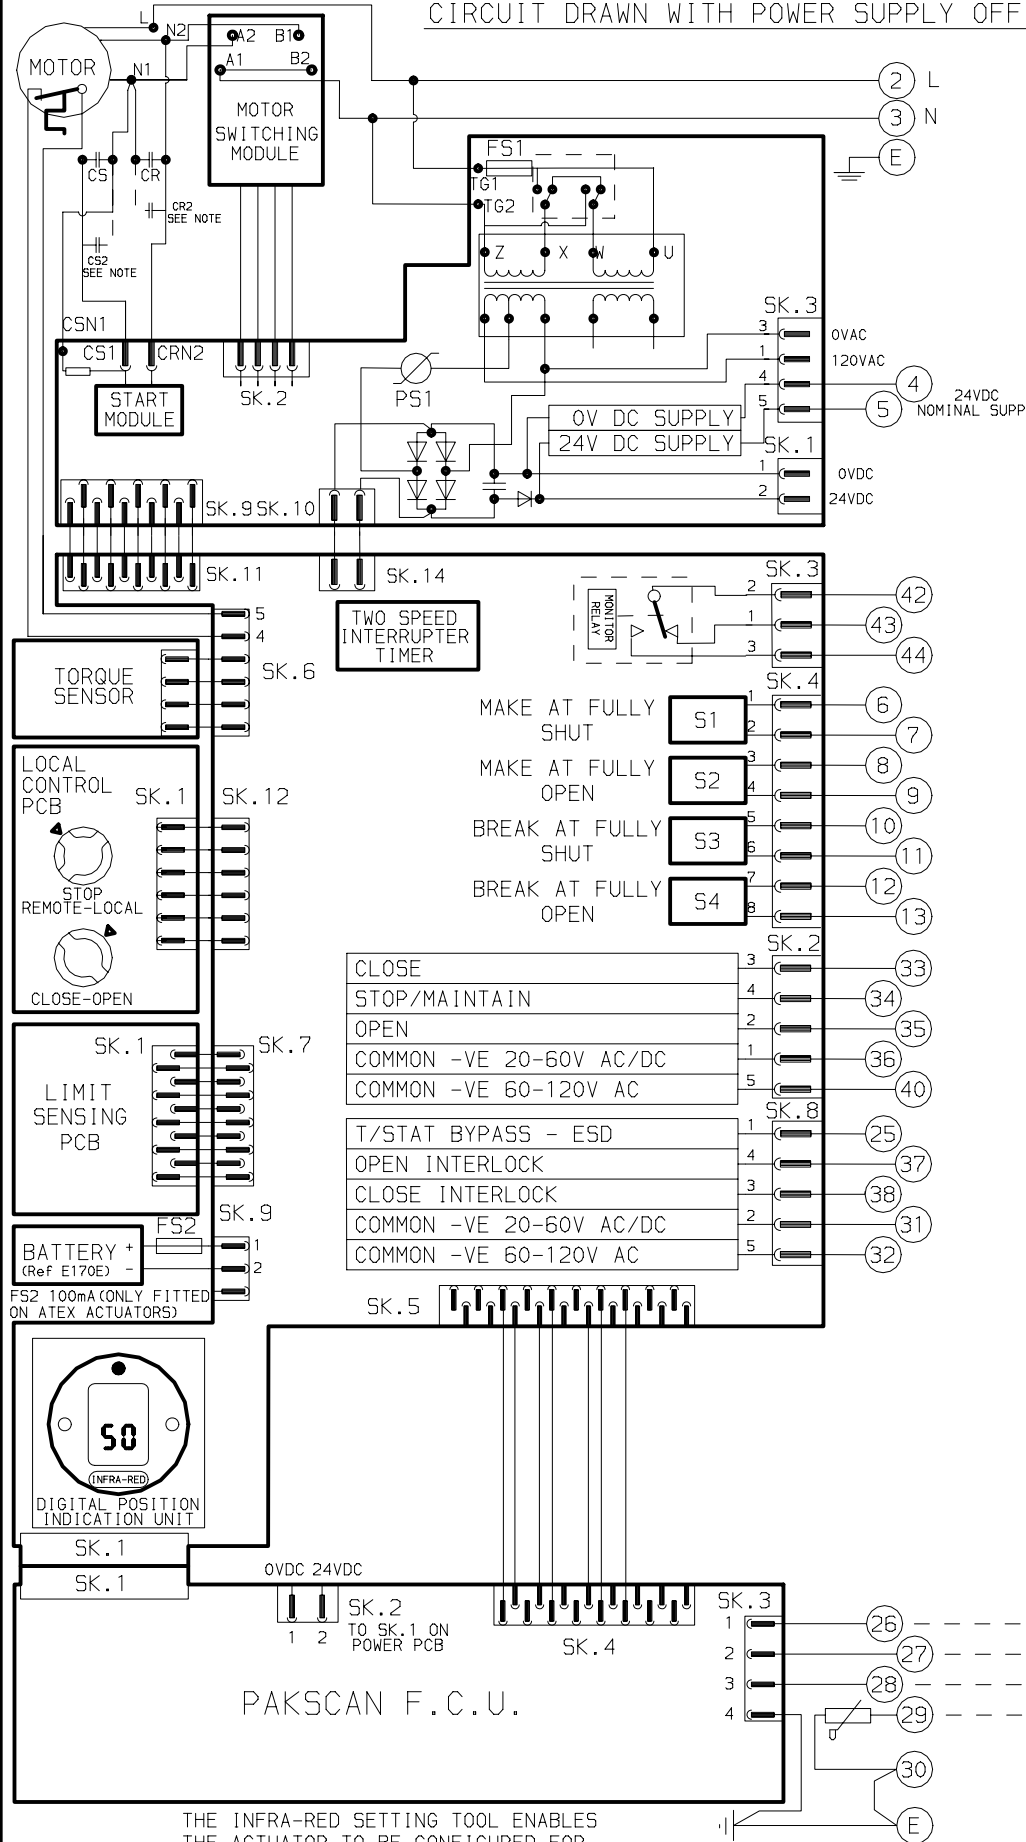 CIRCUIT DRAWN WITH POWER SUPPLY OFF
L
N2
A2 B1
MOTOR
N1
A1 B2
2 L
MOTOR
SWITCHING
MODULE
3 N
FS1
E
CS CR
TG1
TG2
CR2
SEE NOTE
CS2
SEE NOTE
Z X W U
SK.3
CSN1
3 0VAC
CS1 CRN2
1 120VAC
PS1
4 4 24VDC
5 5 NOMINAL SUPP
SK.2
START
MODULE
0V DC SUPPLY
24V DC SUPPLY
SK.1
1 0VDC
2 24VDC
SK.9 SK.10
SK.11
SK.14
SK.3
2 42
MONITOR
RELAY
1 43
3 44
5
4
TWO SPEED
INTERRUPTER
TIMER
TORQUE
SENSOR
SK.6
SK.4
MAKE AT FULLY
SHUT
S1
1 6
2 7
MAKE AT FULLY
OPEN
S2
3 8
4 9
BREAK AT FULLY
SHUT
S3
5 10
6 11
BREAK AT FULLY
OPEN
S4
7 12
8 13
LOCAL
CONTROL
PCB
SK.1 SK.12
STOP
REMOTE-LOCAL
CLOSE-OPEN
SK.2
CLOSE 3 33
STOP/MAINTAIN 4 34
OPEN 2 35
COMMON -VE 20-60V AC/DC 1 36
COMMON -VE 60-120V AC 5 40
SK.1 SK.7
LIMIT
SENSING
PCB
SK.8
T/STAT BYPASS - ESD 1 25
OPEN INTERLOCK 4 37
CLOSE INTERLOCK 3 38
COMMON -VE 20-60V AC/DC 2 31
COMMON -VE 60-120V AC 5 32
SK.9
FS2
BATTERY + 1
(Ref E170E) - 2
FS2 100mA(ONLY FITTED
ON ATEX ACTUATORS)
SK.5
50
INFRA-RED
DIGITAL POSITION
INDICATION UNIT
SK.1
SK.1
0VDC 24VDC
SK.2
1 2
TO SK.1 ON
POWER PCB
SK.4
SK.3
1 26
2 27
3 28
4 29
PAKSCAN F.C.U.
30
E
THE INFRA-RED SETTING TOOL ENABLES
THE ACTUATOR TO BE CONFIGURED FOR